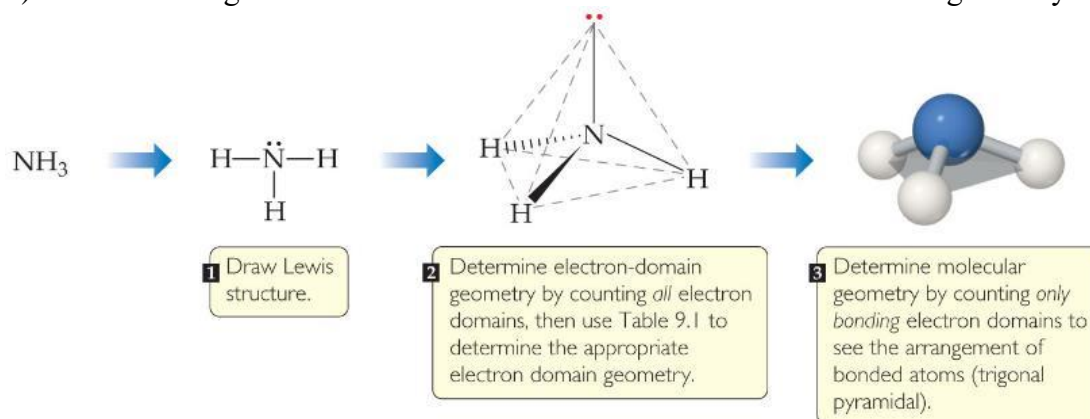 NH3
H—N̈—H
H
H N H
H
1 Draw Lewis
structure.
2 Determine electron-domain
geometry by counting all electron
domains, then use Table 9.1 to
determine the appropriate
electron domain geometry.
3 Determine molecular
geometry by counting only
bonding electron domains to
see the arrangement of
bonded atoms (trigonal
pyramidal).